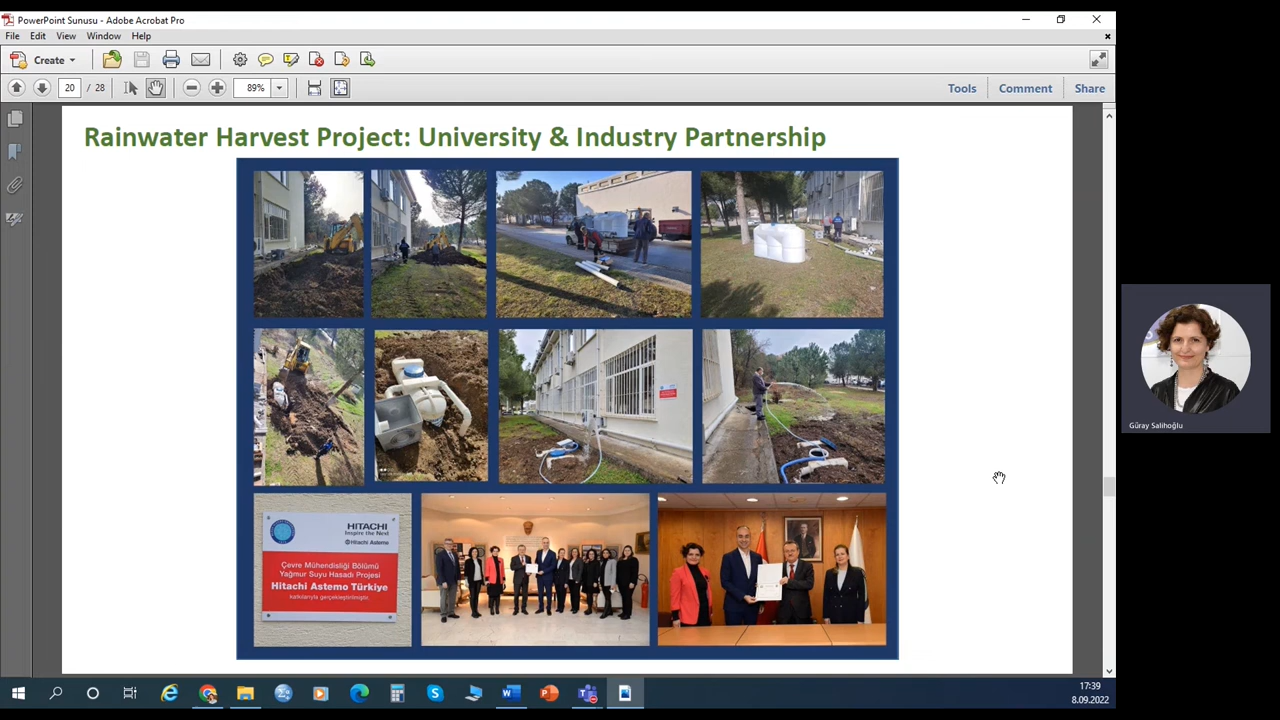 PowerPoint Sunusu - Adobe Acrobat Pro
File Edit View Window Help
Create
20 / 28
89%
Tools Comment Share
Rainwater Harvest Project: University & Industry Partnership
HITACHI
Inspire the Next
Hitachi Astemo
Çevre Mühendisliği Bölümü
Yağmur Suyu Hasadı Projesi
Hitachi Astemo Türkiye
katkılarıyla gerçekleştirilmiştir.
Güray Salihoğlu
17:39
8.09.2022